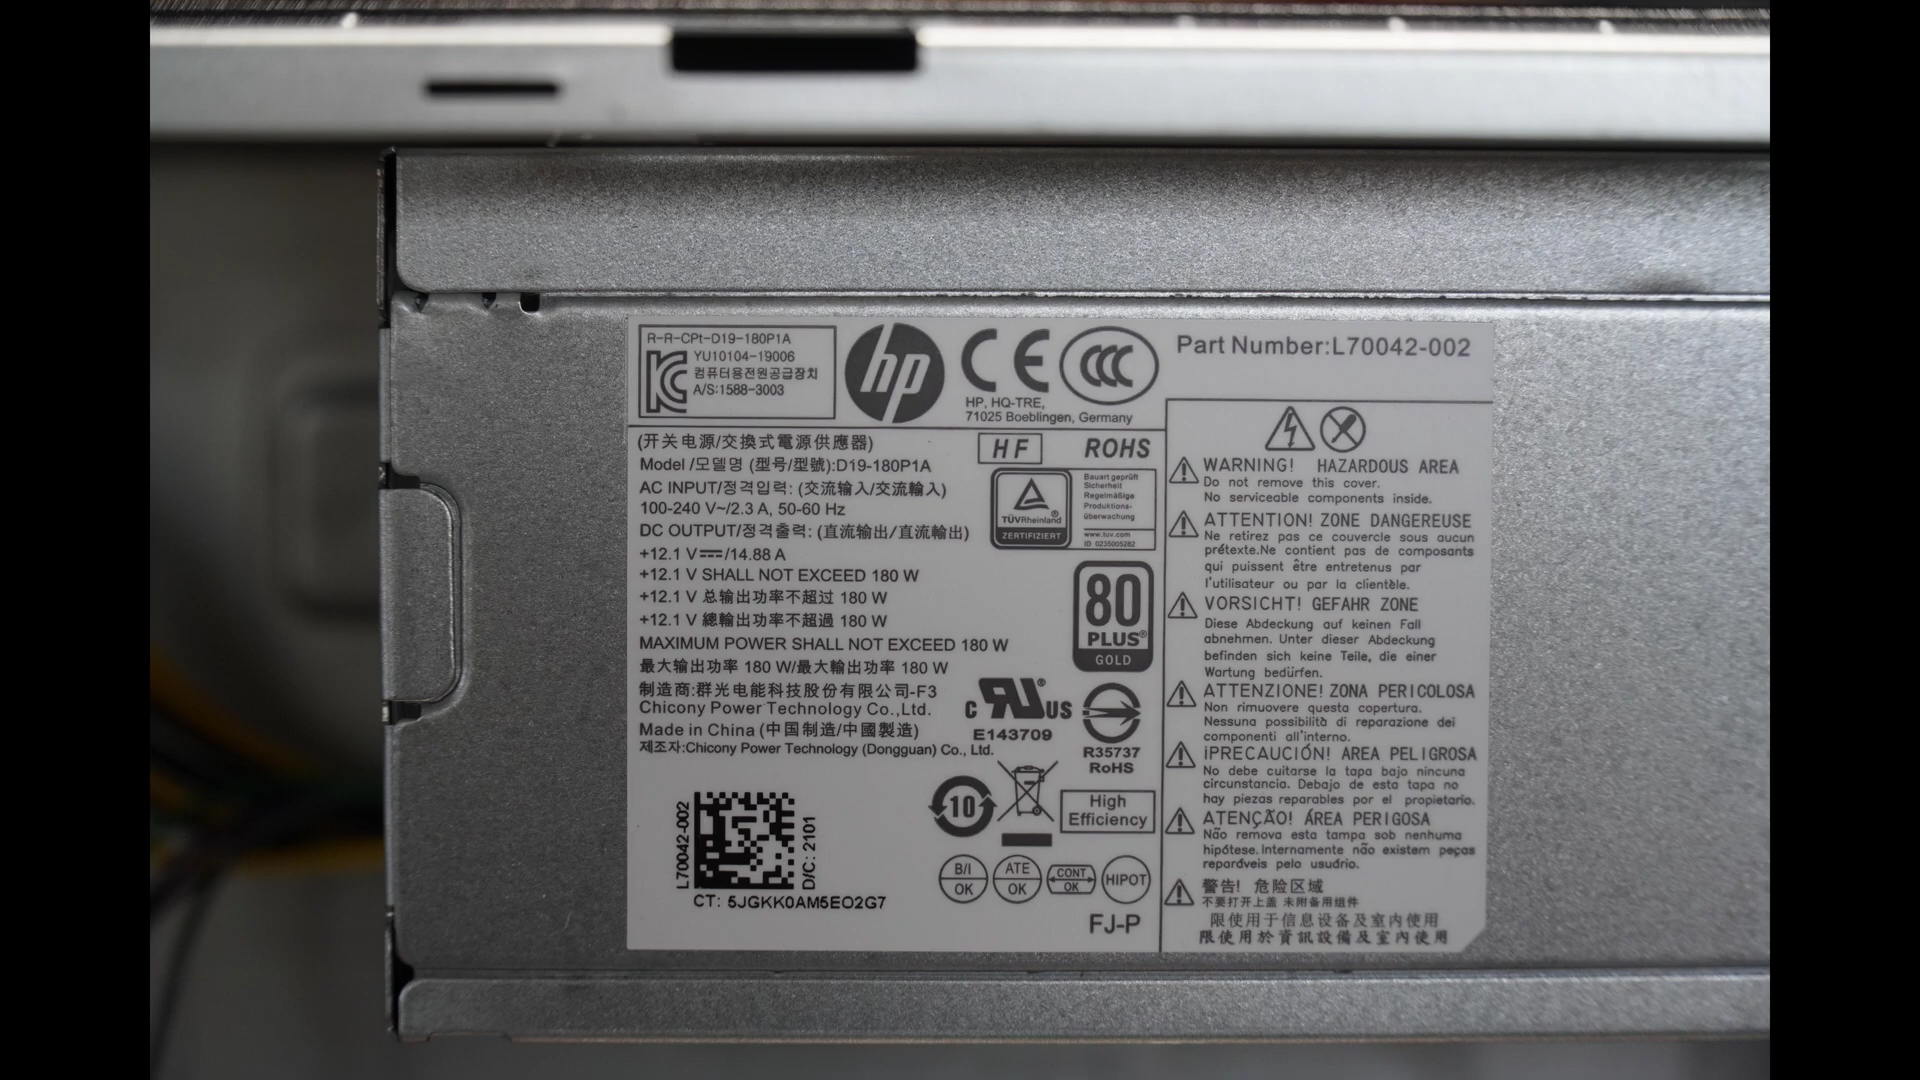 R-R-CPt-D19-180P1A
YU10104-19006
컴퓨터용전원공급장치
A/S:1588-3003
hp
CE
CCC
HP, HQ-TRE,
71025 Boeblingen, Germany
Part Number:L70042-002
(开关电源/交換式電源供應器)
Model /모델명 (型号/型號):D19-180P1A
AC INPUT/정격입력: (交流输入/交流輸入)
100-240 V~/2.3 A, 50-60 Hz
DC OUTPUT/정격출력: (直流输出/直流輸出)
+12.1 V⎓/14.88 A
+12.1 V SHALL NOT EXCEED 180 W
+12.1 V 总输出功率不超过 180 W
+12.1 V 總輸出功率不超過 180 W
MAXIMUM POWER SHALL NOT EXCEED 180 W
最大输出功率 180 W/最大輸出功率 180 W
制造商:群光电能科技股份有限公司-F3
Chicony Power Technology Co.,Ltd.
Made in China (中国制造/中國製造)
제조자:Chicony Power Technology (Dongguan) Co., Ltd.
HF
ROHS
TÜVRheinland®
ZERTIFIZIERT
Bauart geprüft
Sicherheit
Regelmäßige
Produktions-
überwachung
www.tuv.com
ID 0235005282
80
PLUS®
GOLD
c RU® US
E143709
R35737
RoHS
10
High
Efficiency
L70042-002
D/C: 2101
CT: 5JGKK0AM5EO2G7
B/I
OK
ATE
OK
CONT
OK
HIPOT
FJ-P
WARNING! HAZARDOUS AREA
Do not remove this cover.
No serviceable components inside.
ATTENTION! ZONE DANGEREUSE
Ne retirez pas ce couvercle sous aucun
prétexte.Ne contient pas de composants
qui puissent être entretenus par
l'utilisateur ou par la clientèle.
VORSICHT! GEFAHR ZONE
Diese Abdeckung auf keinen Fall
abnehmen. Unter dieser Abdeckung
befinden sich keine Teile, die einer
Wartung bedürfen.
ATTENZIONE! ZONA PERICOLOSA
Non rimuovere questa copertura.
Nessuna possibilità di reparazione dei
componenti all'interno.
¡PRECAUCIÓN! AREA PELIGROSA
No debe cuitarse la tapa bajo nincuna
circunstancia. Debajo de esta tapa no
hay piezas reparables por el propietario.
ATENÇÃO! ÁREA PERIGOSA
Não remova esta tampa sob nenhuma
hipótese. Internamente não existem peças
reparáveis pelo usuário.
警告! 危险区域
不要打开上盖 未附备用组件
限使用于信息设备及室内使用
限使用於資訊設備及室內使用